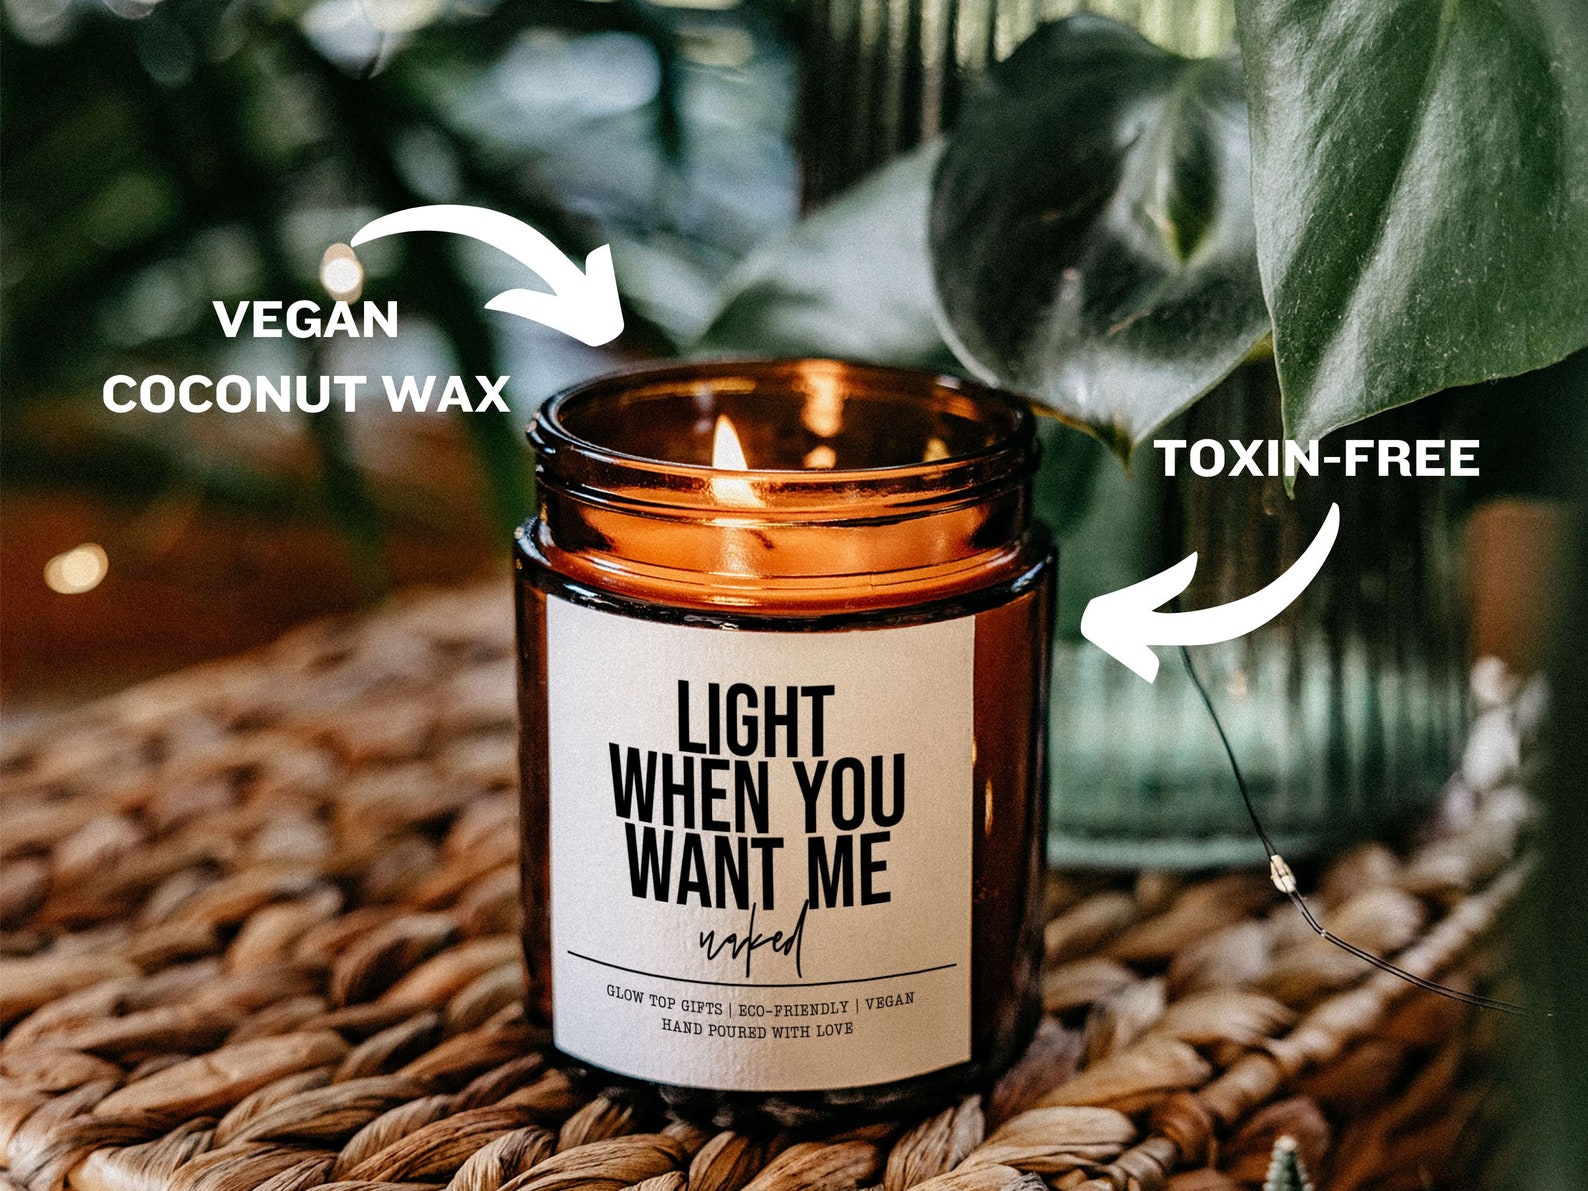 VEGAN
COCONUT WAX
TOXIN-FREE
LIGHT
WHEN YOU
WANT ME
naked
GLOW TOP GIFTS | ECO-FRIENDLY | VEGAN
HAND POURED WITH LOVE